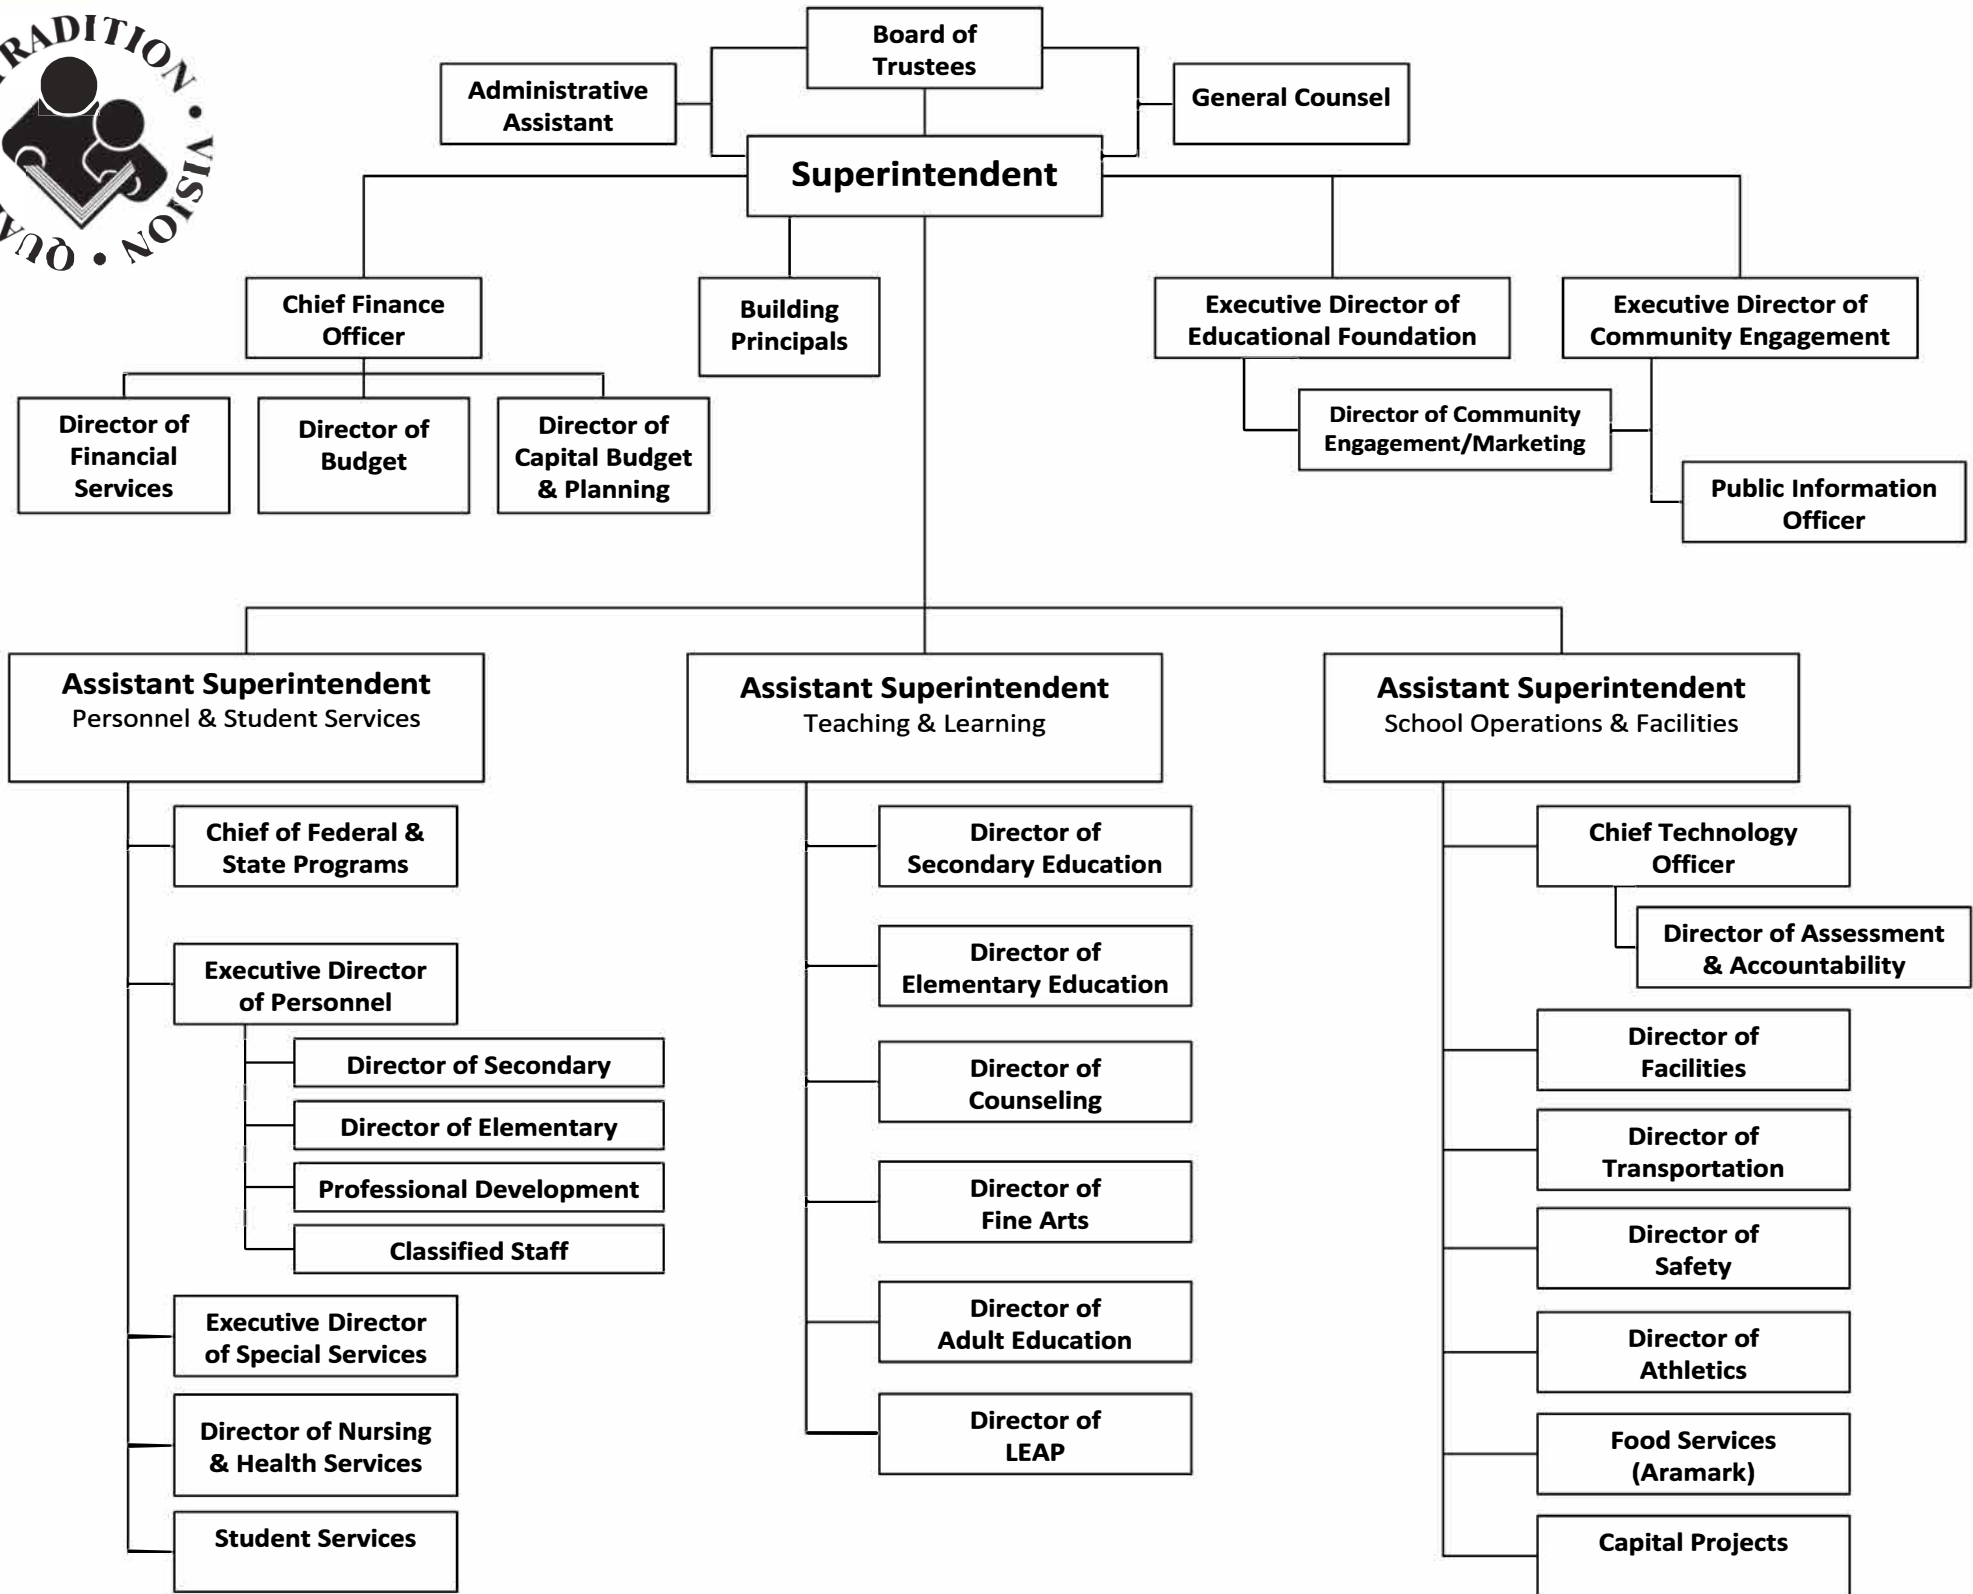 TRADITION • VISION •
Board of
Trustees
Administrative
Assistant
General Counsel
Superintendent
Chief Finance
Officer
Building
Principals
Executive Director of
Educational Foundation
Executive Director of
Community Engagement
Director of
Financial
Services
Director of
Budget
Director of
Capital Budget
& Planning
Director of Community
Engagement/Marketing
Public Information
Officer
Assistant Superintendent
Personnel & Student Services
Chief of Federal &
State Programs
Executive Director
of Personnel
Director of Secondary
Director of Elementary
Professional Development
Classified Staff
Executive Director
of Special Services
Director of Nursing
& Health Services
Student Services
Assistant Superintendent
Teaching & Learning
Director of
Secondary Education
Director of
Elementary Education
Director of
Counseling
Director of
Fine Arts
Director of
Adult Education
Director of
LEAP
Assistant Superintendent
School Operations & Facilities
Chief Technology
Officer
Director of Assessment
& Accountability
Director of
Facilities
Director of
Transportation
Director of
Safety
Director of
Athletics
Food Services
(Aramark)
Capital Projects